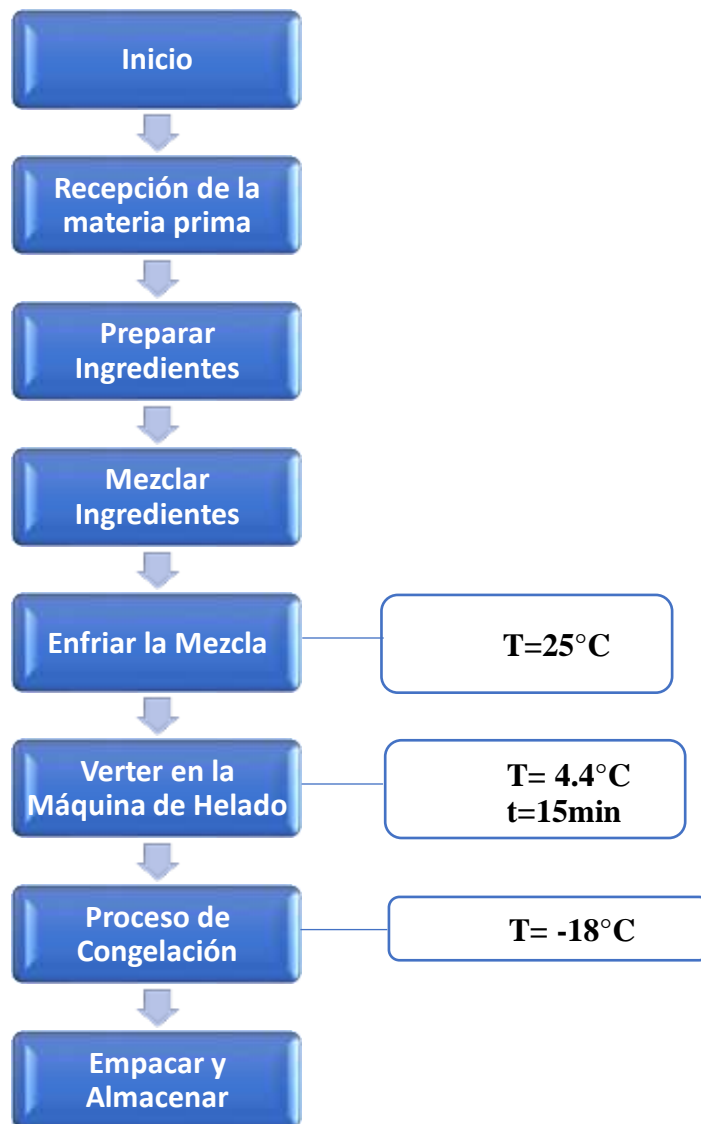 Inicio
Recepción de la
materia prima
Preparar
Ingredientes
Mezclar
Ingredientes
Enfriar la Mezcla
T=25°C
Verter en la
Máquina de Helado
T= 4.4°C
t=15min
Proceso de
Congelación
T= -18°C
Empacar y
Almacenar